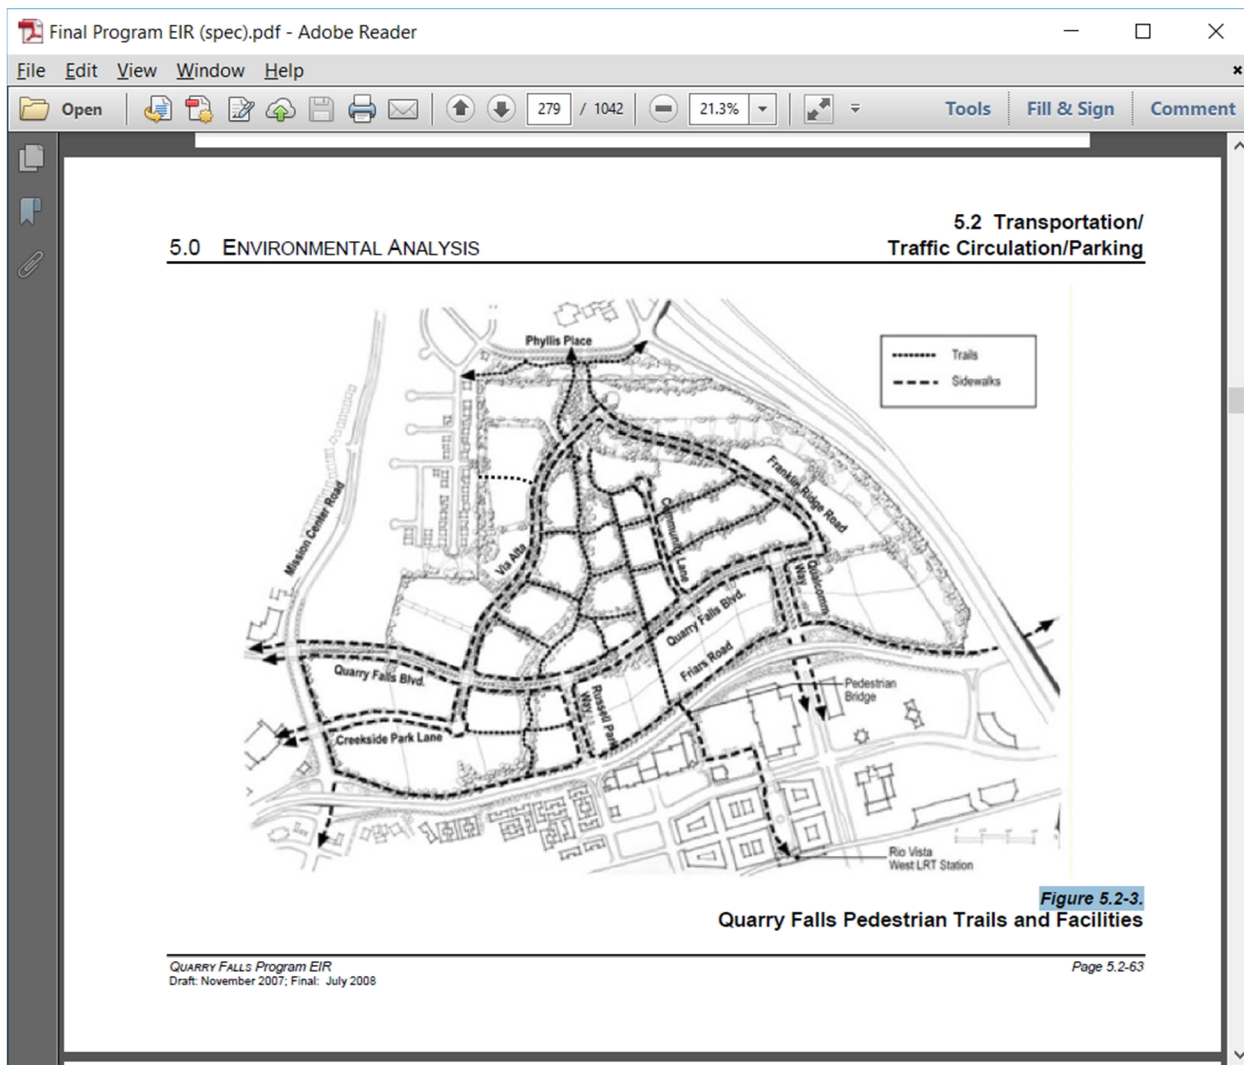 Final Program EIR (spec).pdf - Adobe Reader
File Edit View Window Help
Open 279 / 1042 21.3% Tools Fill & Sign Comment
5.2 Transportation/
5.0 ENVIRONMENTAL ANALYSIS Traffic Circulation/Parking
Phyllis Place
Trails
Sidewalks
Mission Center Road
Franklin Ridge Road
Community Lane
Via Alta
Qualcomm
Way
Quarry Falls Blvd.
Friars Road
Quarry Falls Blvd.
Pedestrian
Bridge
Russell Park
Way
Creekside Park Lane
Rio Vista
West LRT Station
Figure 5.2-3.
Quarry Falls Pedestrian Trails and Facilities
QUARRY FALLS Program EIR Page 5.2-63
Draft: November 2007; Final: July 2008